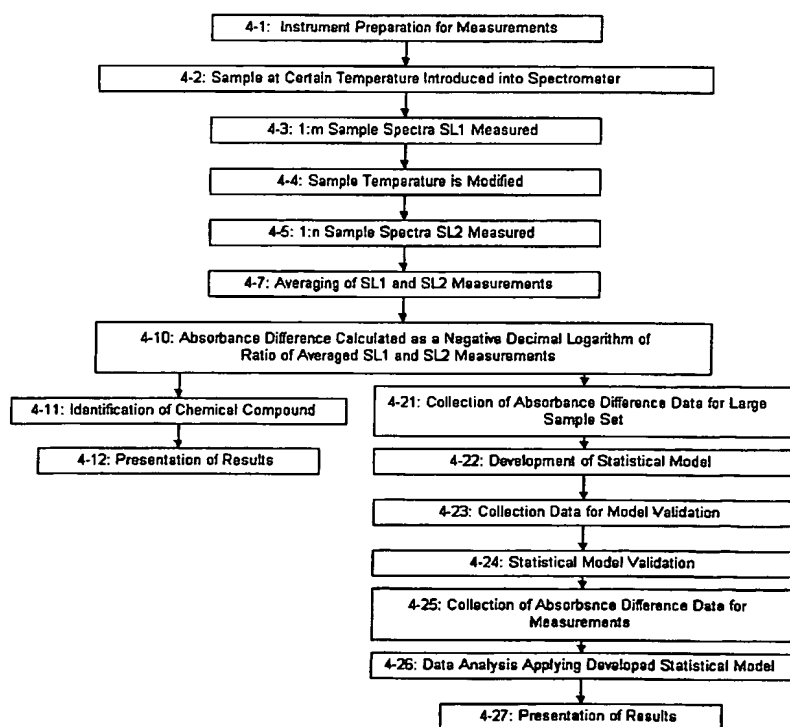 4-1: Instrument Preparation for Measurements
4-2: Sample at Certain Temperature Introduced into Spectrometer
4-3: 1:m Sample Spectra SL1 Measured
4-4: Sample Temperature is Modified
4-5: 1:n Sample Spectra SL2 Measured
4-7: Averaging of SL1 and SL2 Measurements
4-10: Absorbance Difference Calculated as a Negative Decimal Logarithm of
Ratio of Averaged SL1 and SL2 Measurements
4-11: Identification of Chemical Compound
4-12: Presentation of Results
4-21: Collection of Absorbance Difference Data for Large
Sample Set
4-22: Development of Statistical Model
4-23: Collection Data for Model Validation
4-24: Statistical Model Validation
4-25: Collection of Absorbsnce Difference Data for
Measurements
4-26: Data Analysis Applying Developed Statistical Model
4-27: Presentation of Results